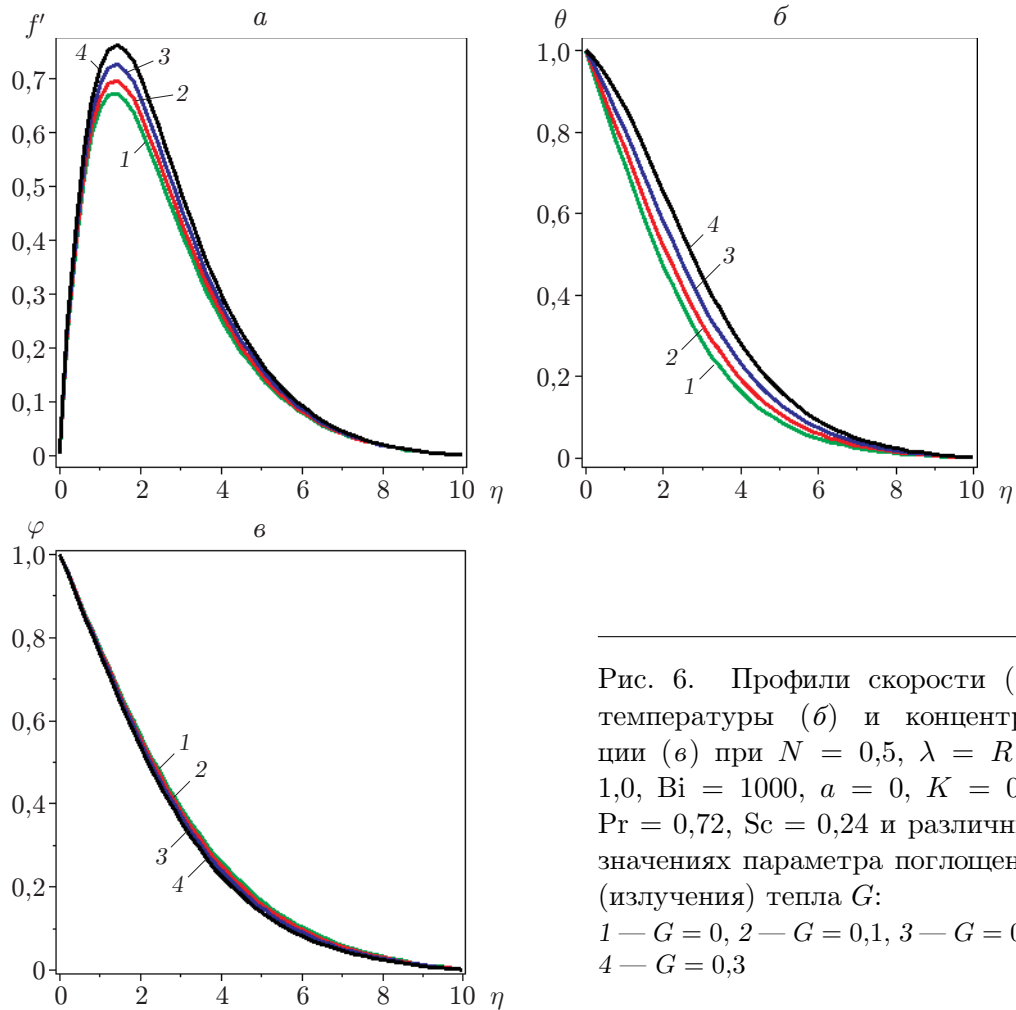 f′
а
0,7
0,6
0,5
0,4
0,3
0,2
0,1
0
4
3
2
1
0 2 4 6 8 10 η
θ
б
1,0
0,8
0,6
0,4
0,2
0
4
3
2
1
0 2 4 6 8 10 η
φ
в
1,0
0,8
0,6
0,4
0,2
0
1
2
3
4
0 2 4 6 8 10 η
Рис. 6. Профили скорости (
температуры (б) и концентр
ции (в) при N = 0,5, λ = R
1,0, Bi = 1000, a = 0, K = 0
Pr = 0,72, Sc = 0,24 и различн
значениях параметра поглощен
(излучения) тепла G:
1 — G = 0, 2 — G = 0,1, 3 — G = 0
4 — G = 0,3